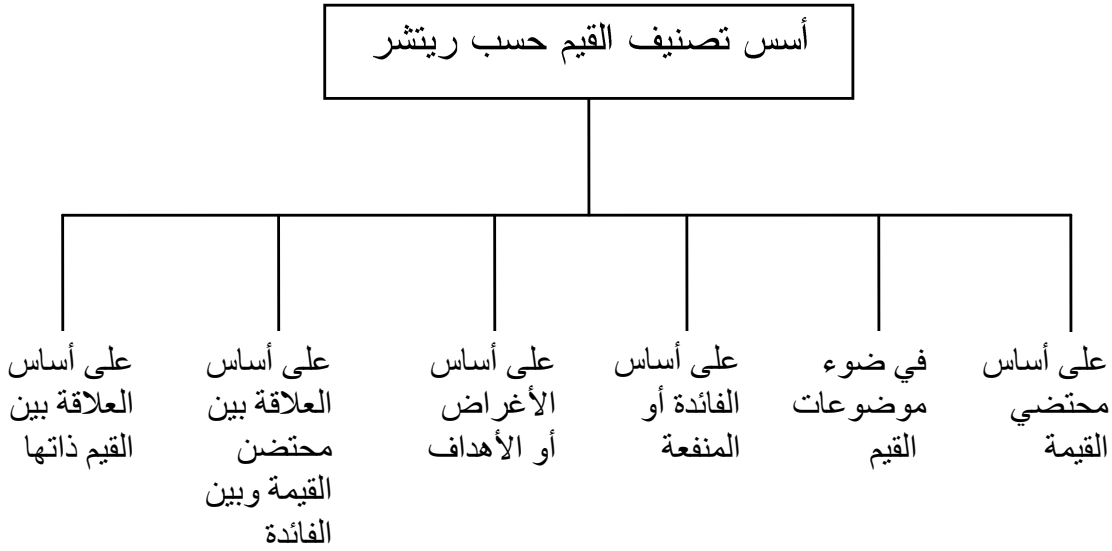 أسس تصنيف القيم حسب ريتشر
على أساس
محتضي
القيمة
في ضوء
موضوعات
القيم
على أساس
الفائدة أو
المنفعة
على أساس
الأغراض
أو الأهداف
على أساس
العلاقة بين
محتضن
القيمة وبين
الفائدة
على أساس
العلاقة بين
القيم ذاتها